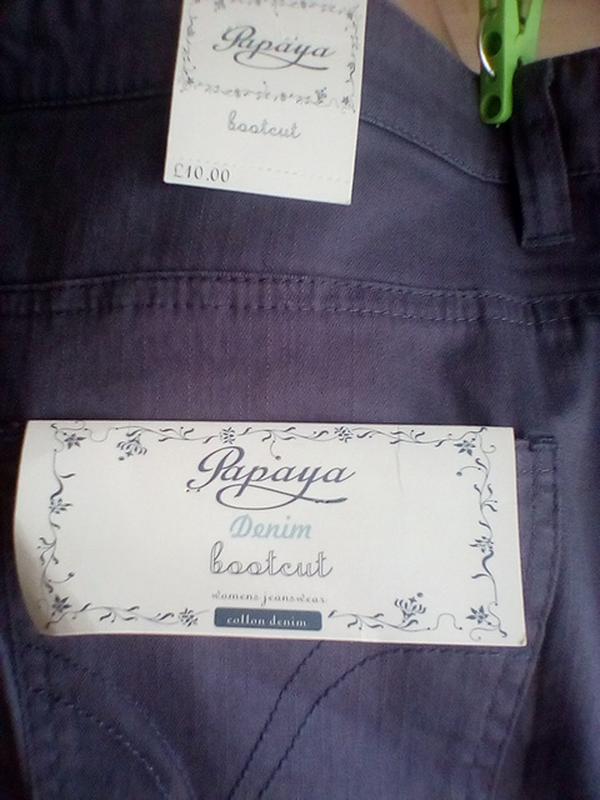 Papaya
bootcut
£10.00
Papaya
Denim
bootcut
womens jeanswear
cotton denim